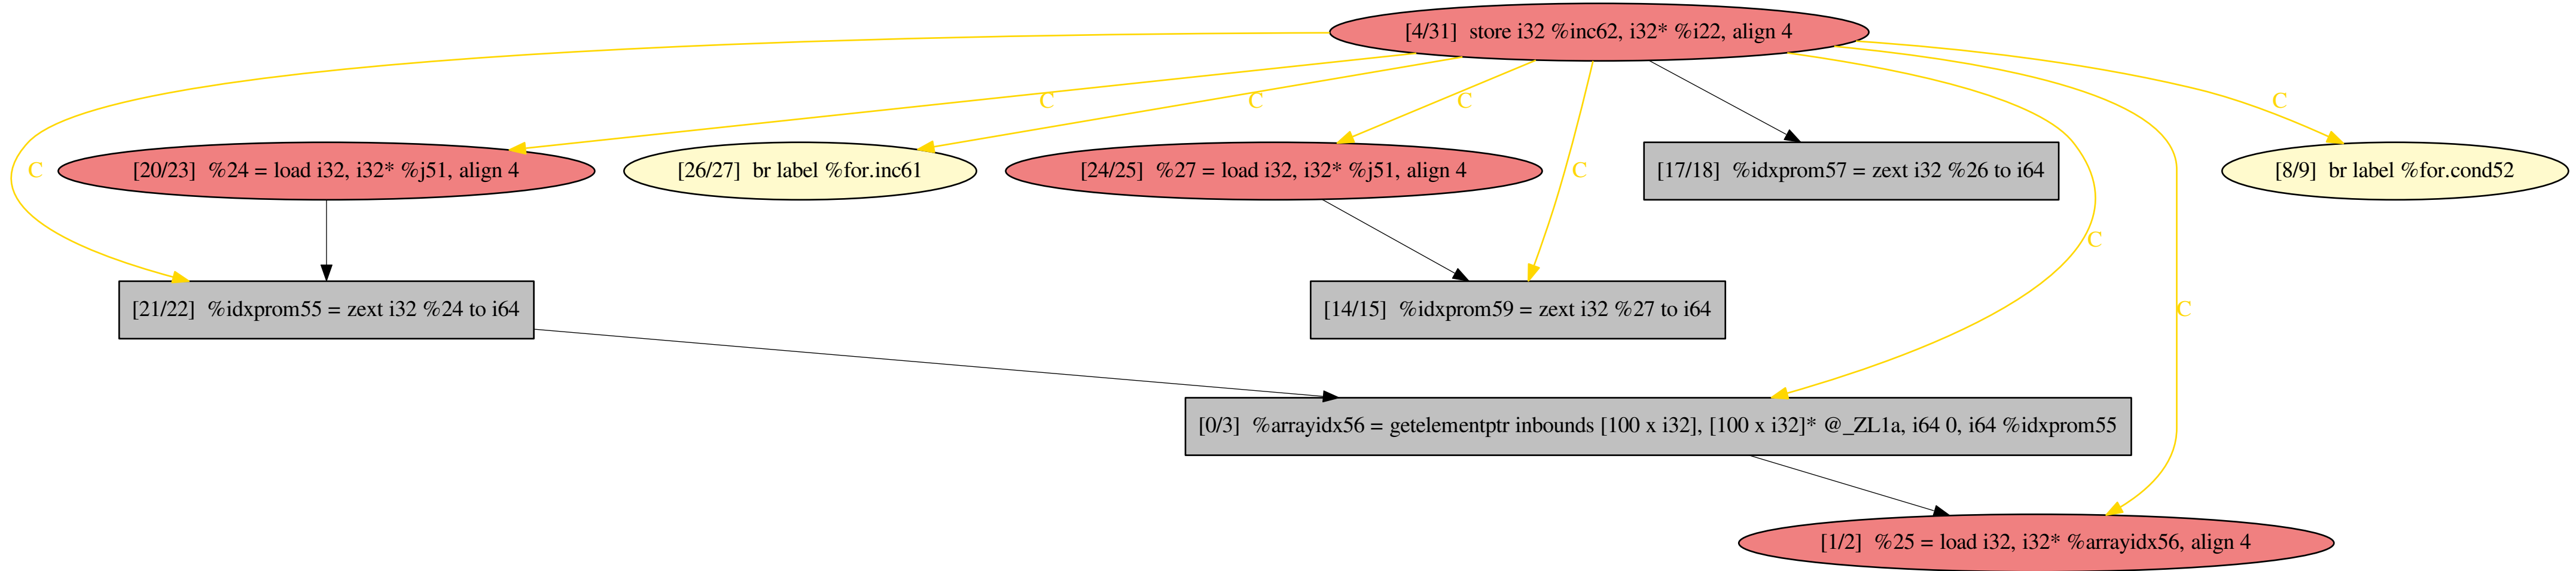 [4/31] store i32 %inc62, i32* %i22, align 4
C
C
C
C
C
[20/23] %24 = load i32, i32* %j51, align 4
[26/27] br label %for.inc61
[24/25] %27 = load i32, i32* %j51, align 4
C
[17/18] %idxprom57 = zext i32 %26 to i64
[8/9] br label %for.cond52
C
[21/22] %idxprom55 = zext i32 %24 to i64
[14/15] %idxprom59 = zext i32 %27 to i64
C
[0/3] %arrayidx56 = getelementptr inbounds [100 x i32], [100 x i32]* @_ZL1a, i64 0, i64 %idxprom55
[1/2] %25 = load i32, i32* %arrayidx56, align 4